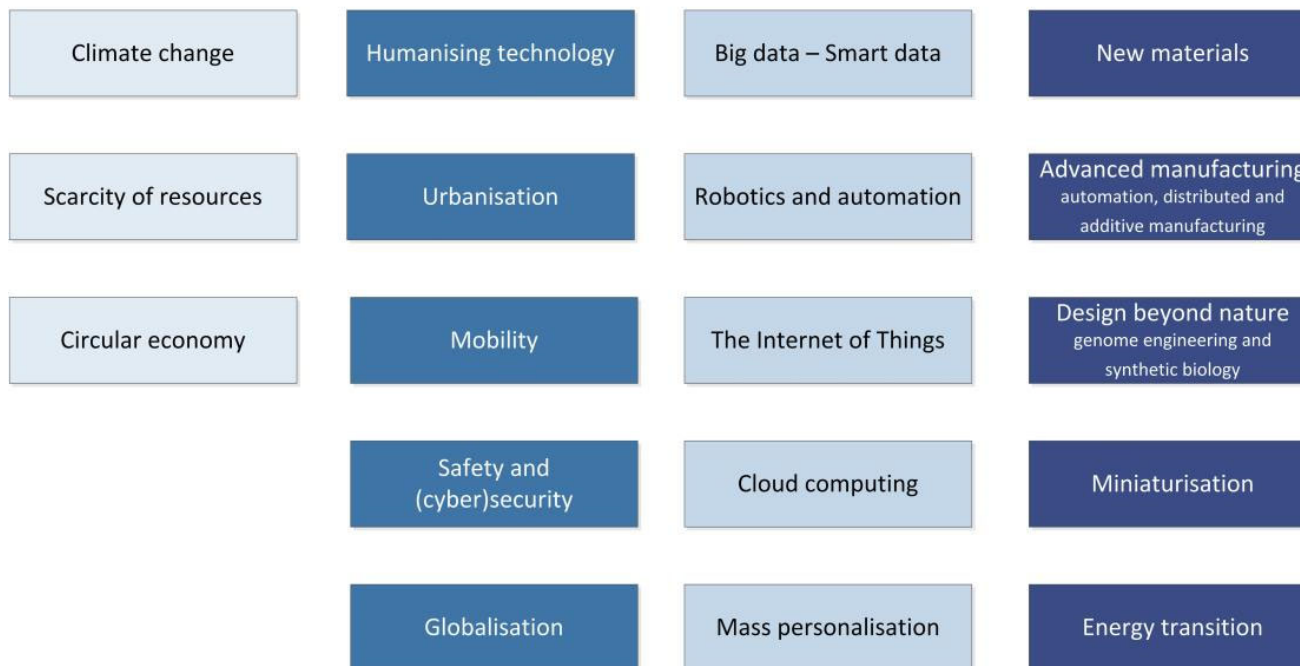 Climate change
Humanising technology
Big data – Smart data
New materials
Scarcity of resources
Urbanisation
Robotics and automation
Advanced manufacturing
automation, distributed and
additive manufacturing
Circular economy
Mobility
The Internet of Things
Design beyond nature
genome engineering and
synthetic biology
Safety and
(cyber)security
Cloud computing
Miniaturisation
Globalisation
Mass personalisation
Energy transition